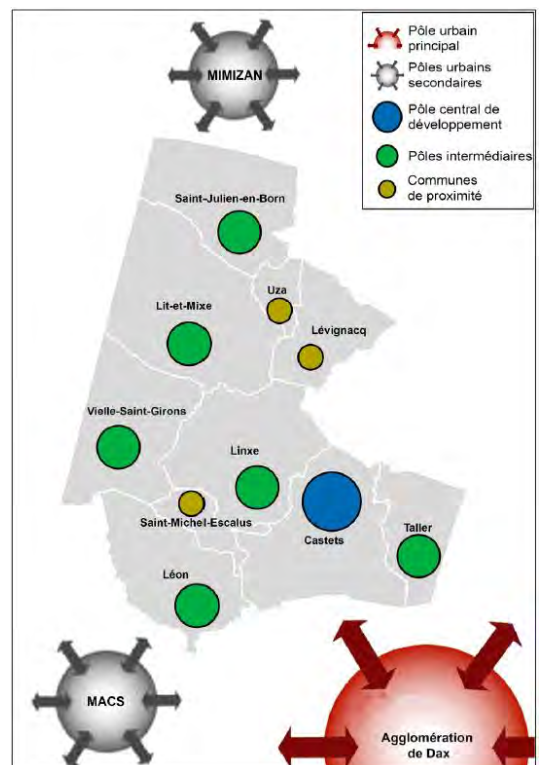 MIMIZAN
Pôle urbain
principal
Pôles urbains
secondaires
Pôle central de
développement
Pôles intermédiaires
Communes
de proximité
Saint-Julien-en-Born
Uza
Lit-et-Mixe
Lévignacq
Vielle-Saint-Girons
Linxe
Saint-Michel-Escalus
Castets
Taller
Léon
MACS
Agglomération
de Dax